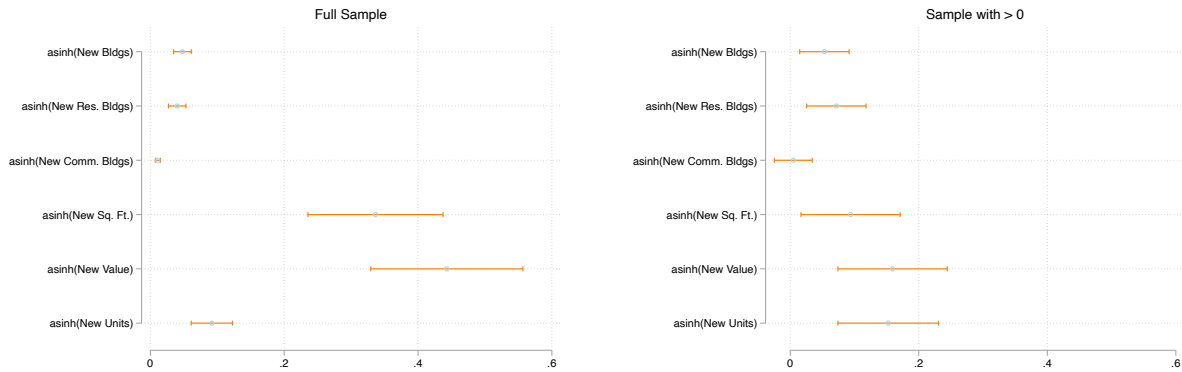 Full Sample
asinh(New Bldgs)
asinh(New Res. Bldgs)
asinh(New Comm. Bldgs)
asinh(New Sq. Ft.)
asinh(New Value)
asinh(New Units)
0 .2 .4 .6
Sample with > 0
asinh(New Bldgs)
asinh(New Res. Bldgs)
asinh(New Comm. Bldgs)
asinh(New Sq. Ft.)
asinh(New Value)
asinh(New Units)
0 .2 .4 .6